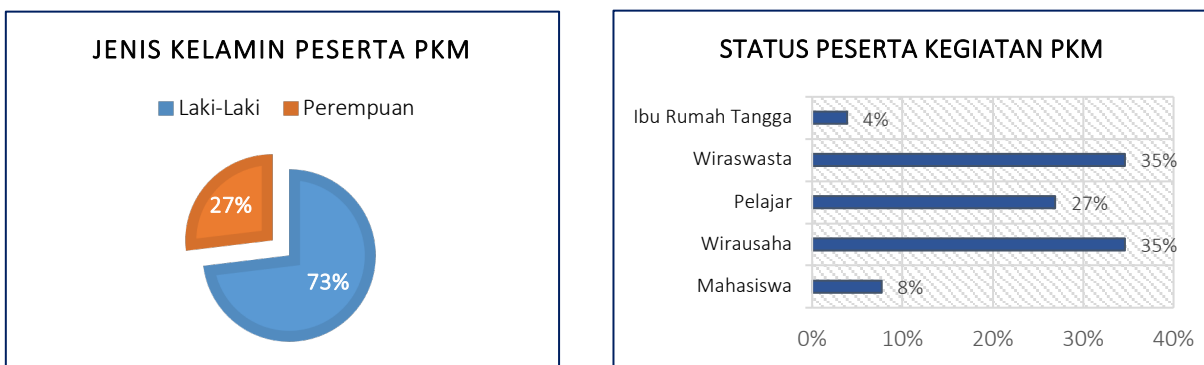 JENIS KELAMIN PESERTA PKM
Laki-Laki Perempuan
27%
73%
STATUS PESERTA KEGIATAN PKM
Ibu Rumah Tangga 4%
Wiraswasta 35%
Pelajar 27%
Wirausaha 35%
Mahasiswa 8%
0% 10% 20% 30% 40%